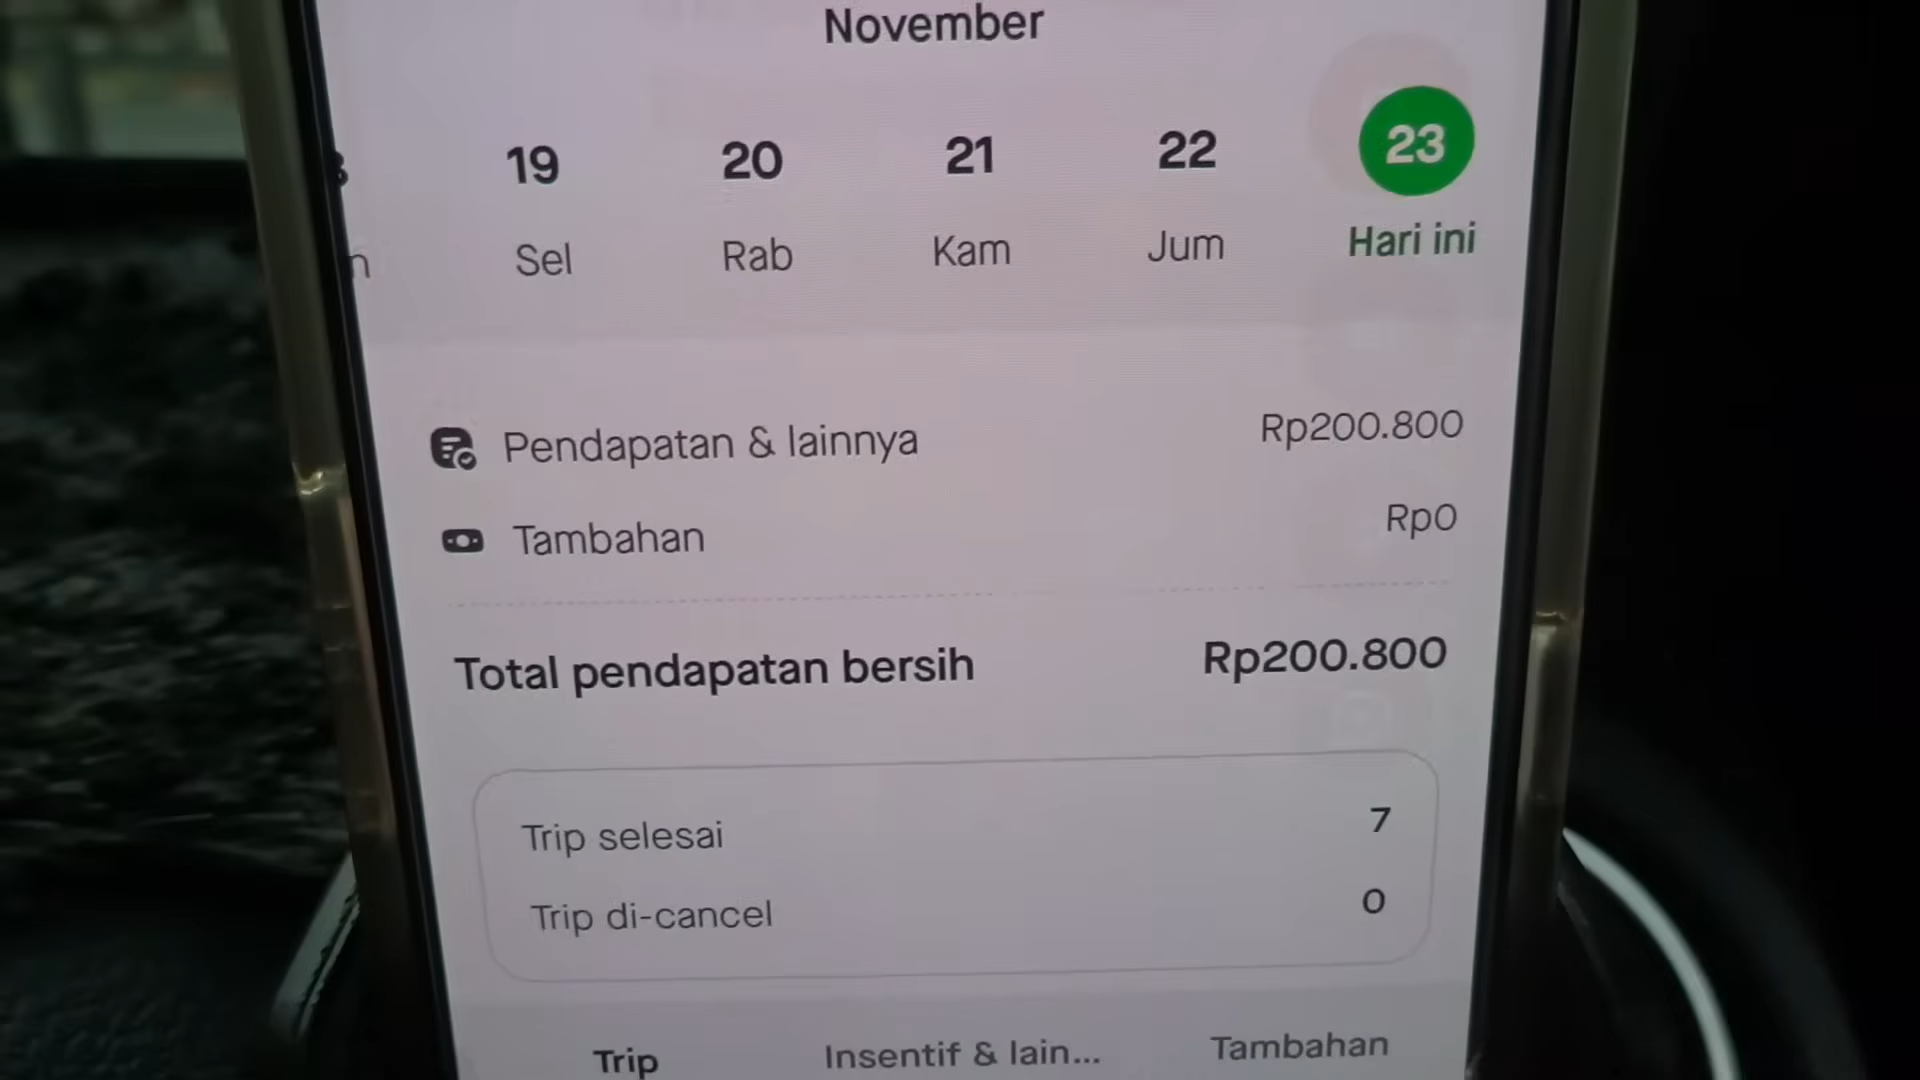 November
19 20 21 22 23
Sel Rab Kam Jum Hari ini
Pendapatan & lainnya Rp200.800
Tambahan Rp0
Total pendapatan bersih Rp200.800
Trip selesai 7
Trip di-cancel 0
Trip Insentif & lain... Tambahan